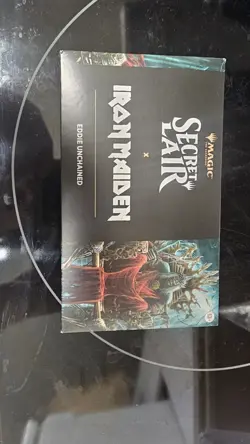 MAGIC
SECRET
LAIR
X
IRON MAIDEN
EDDIE UNCHAINED